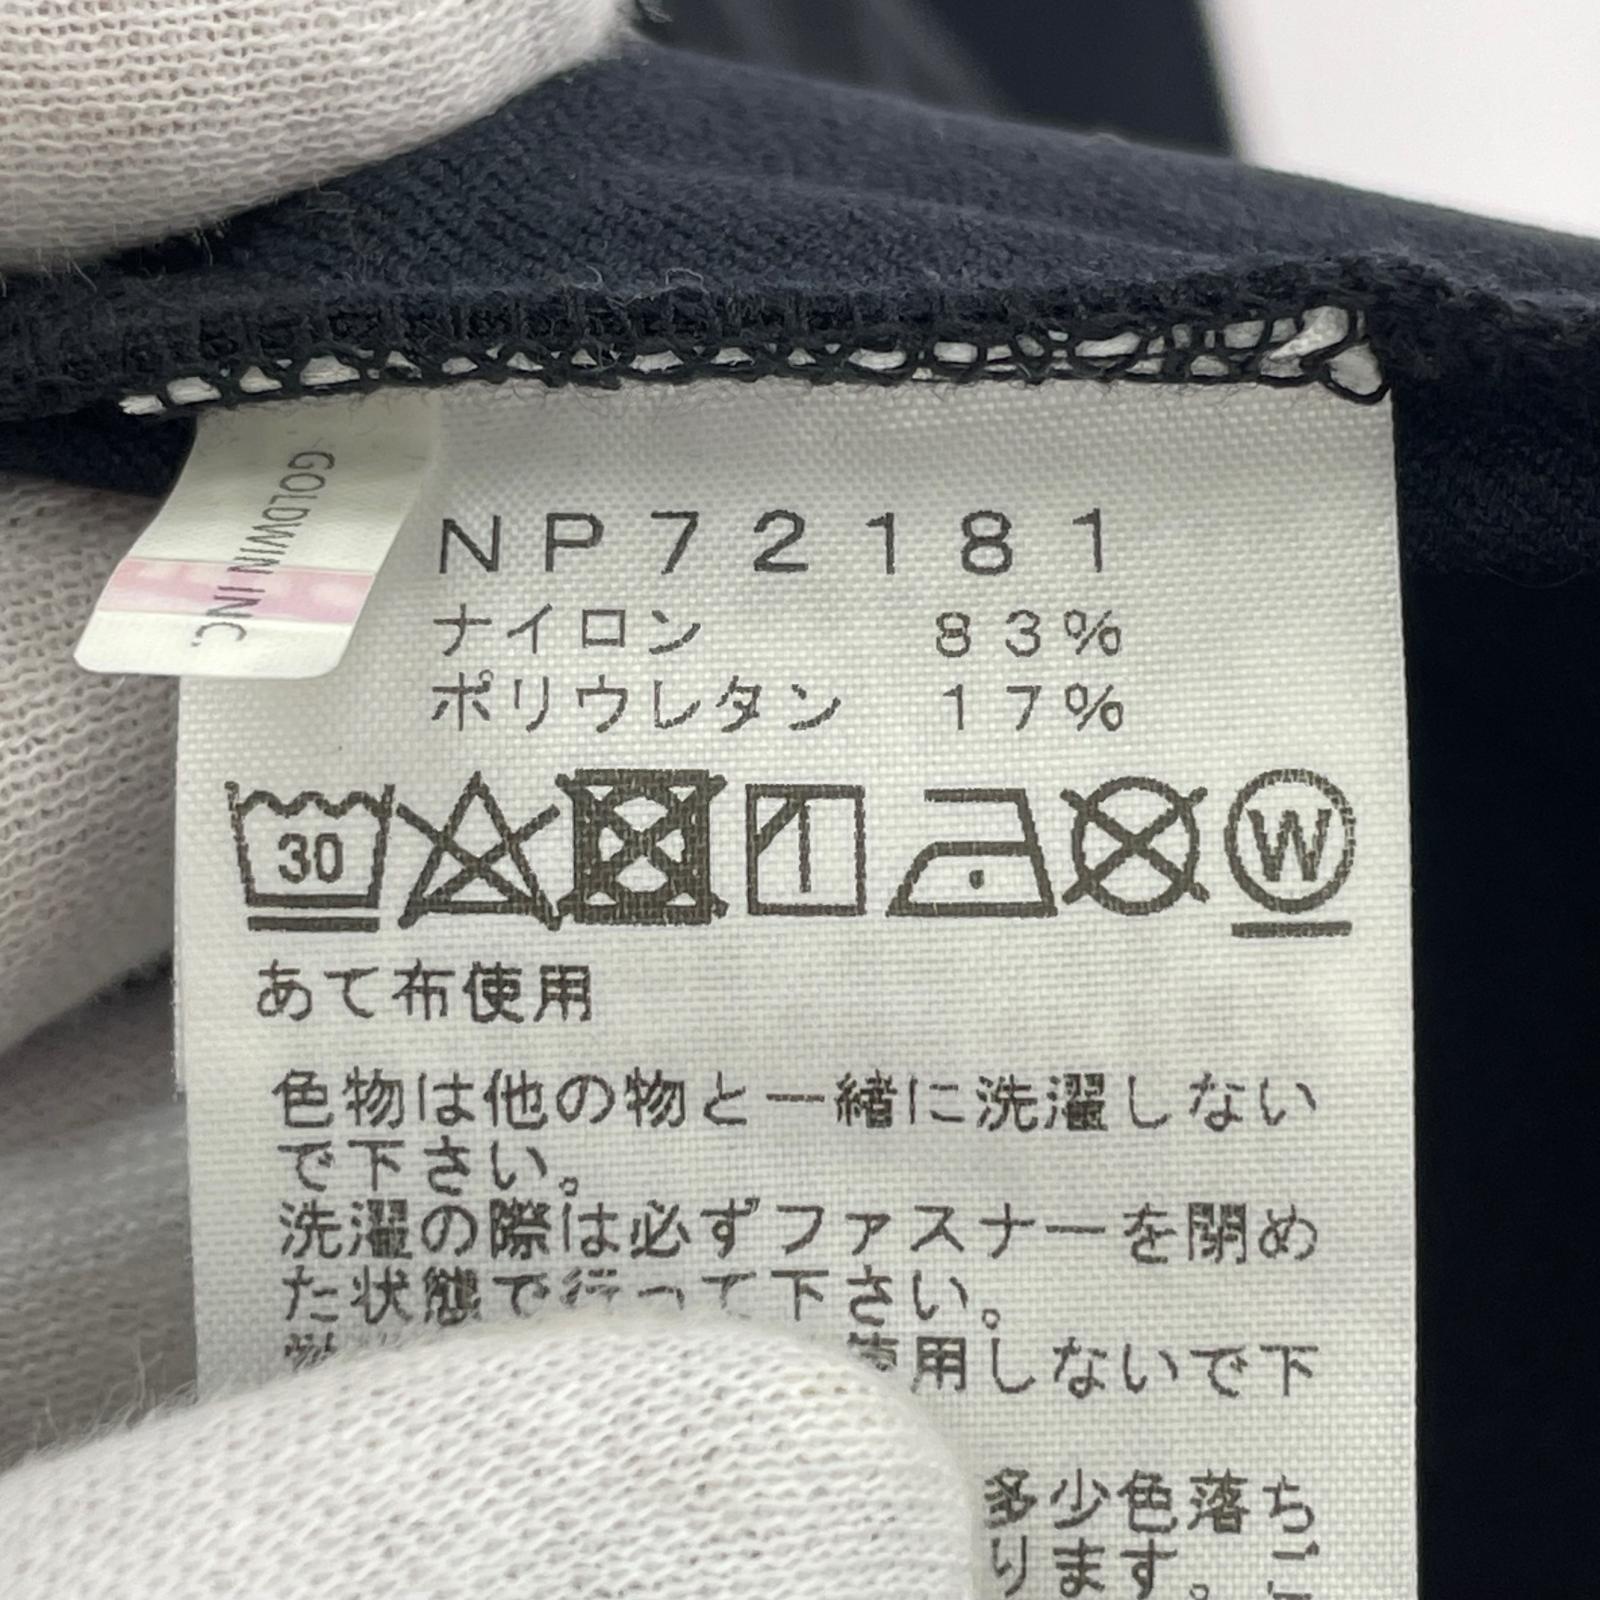 GOLDWIN INC.
NP72181
ナイロン 83%
ポリウレタン 17%
30
W
あて布使用
色物は他の物と一緒に洗濯しない
で下さい。
洗濯の際は必ずファスナーを閉め
た状態で行って下さい。
使用しないで下
多少色落ち
ります。ご